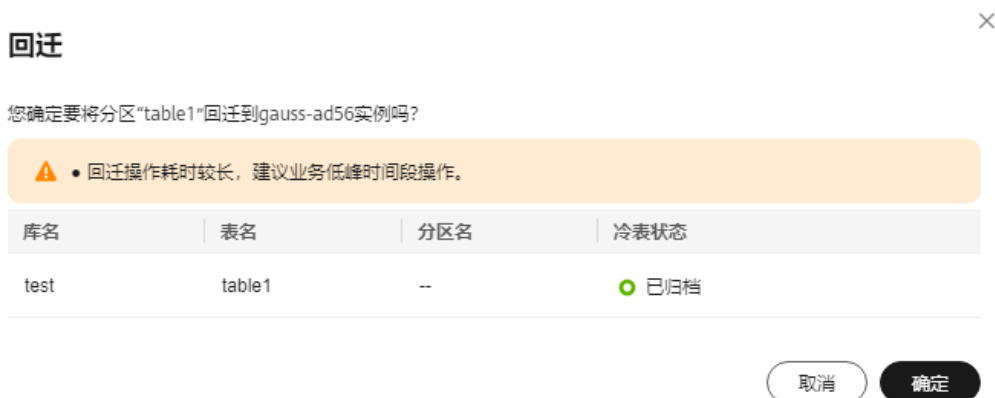 回迁
您确定要将分区“table1”回迁到gauss-ad56实例吗？
• 回迁操作耗时较长，建议业务低峰时间段操作。
库名 表名 分区名 冷表状态
test table1 -- 已归档
取消 确定